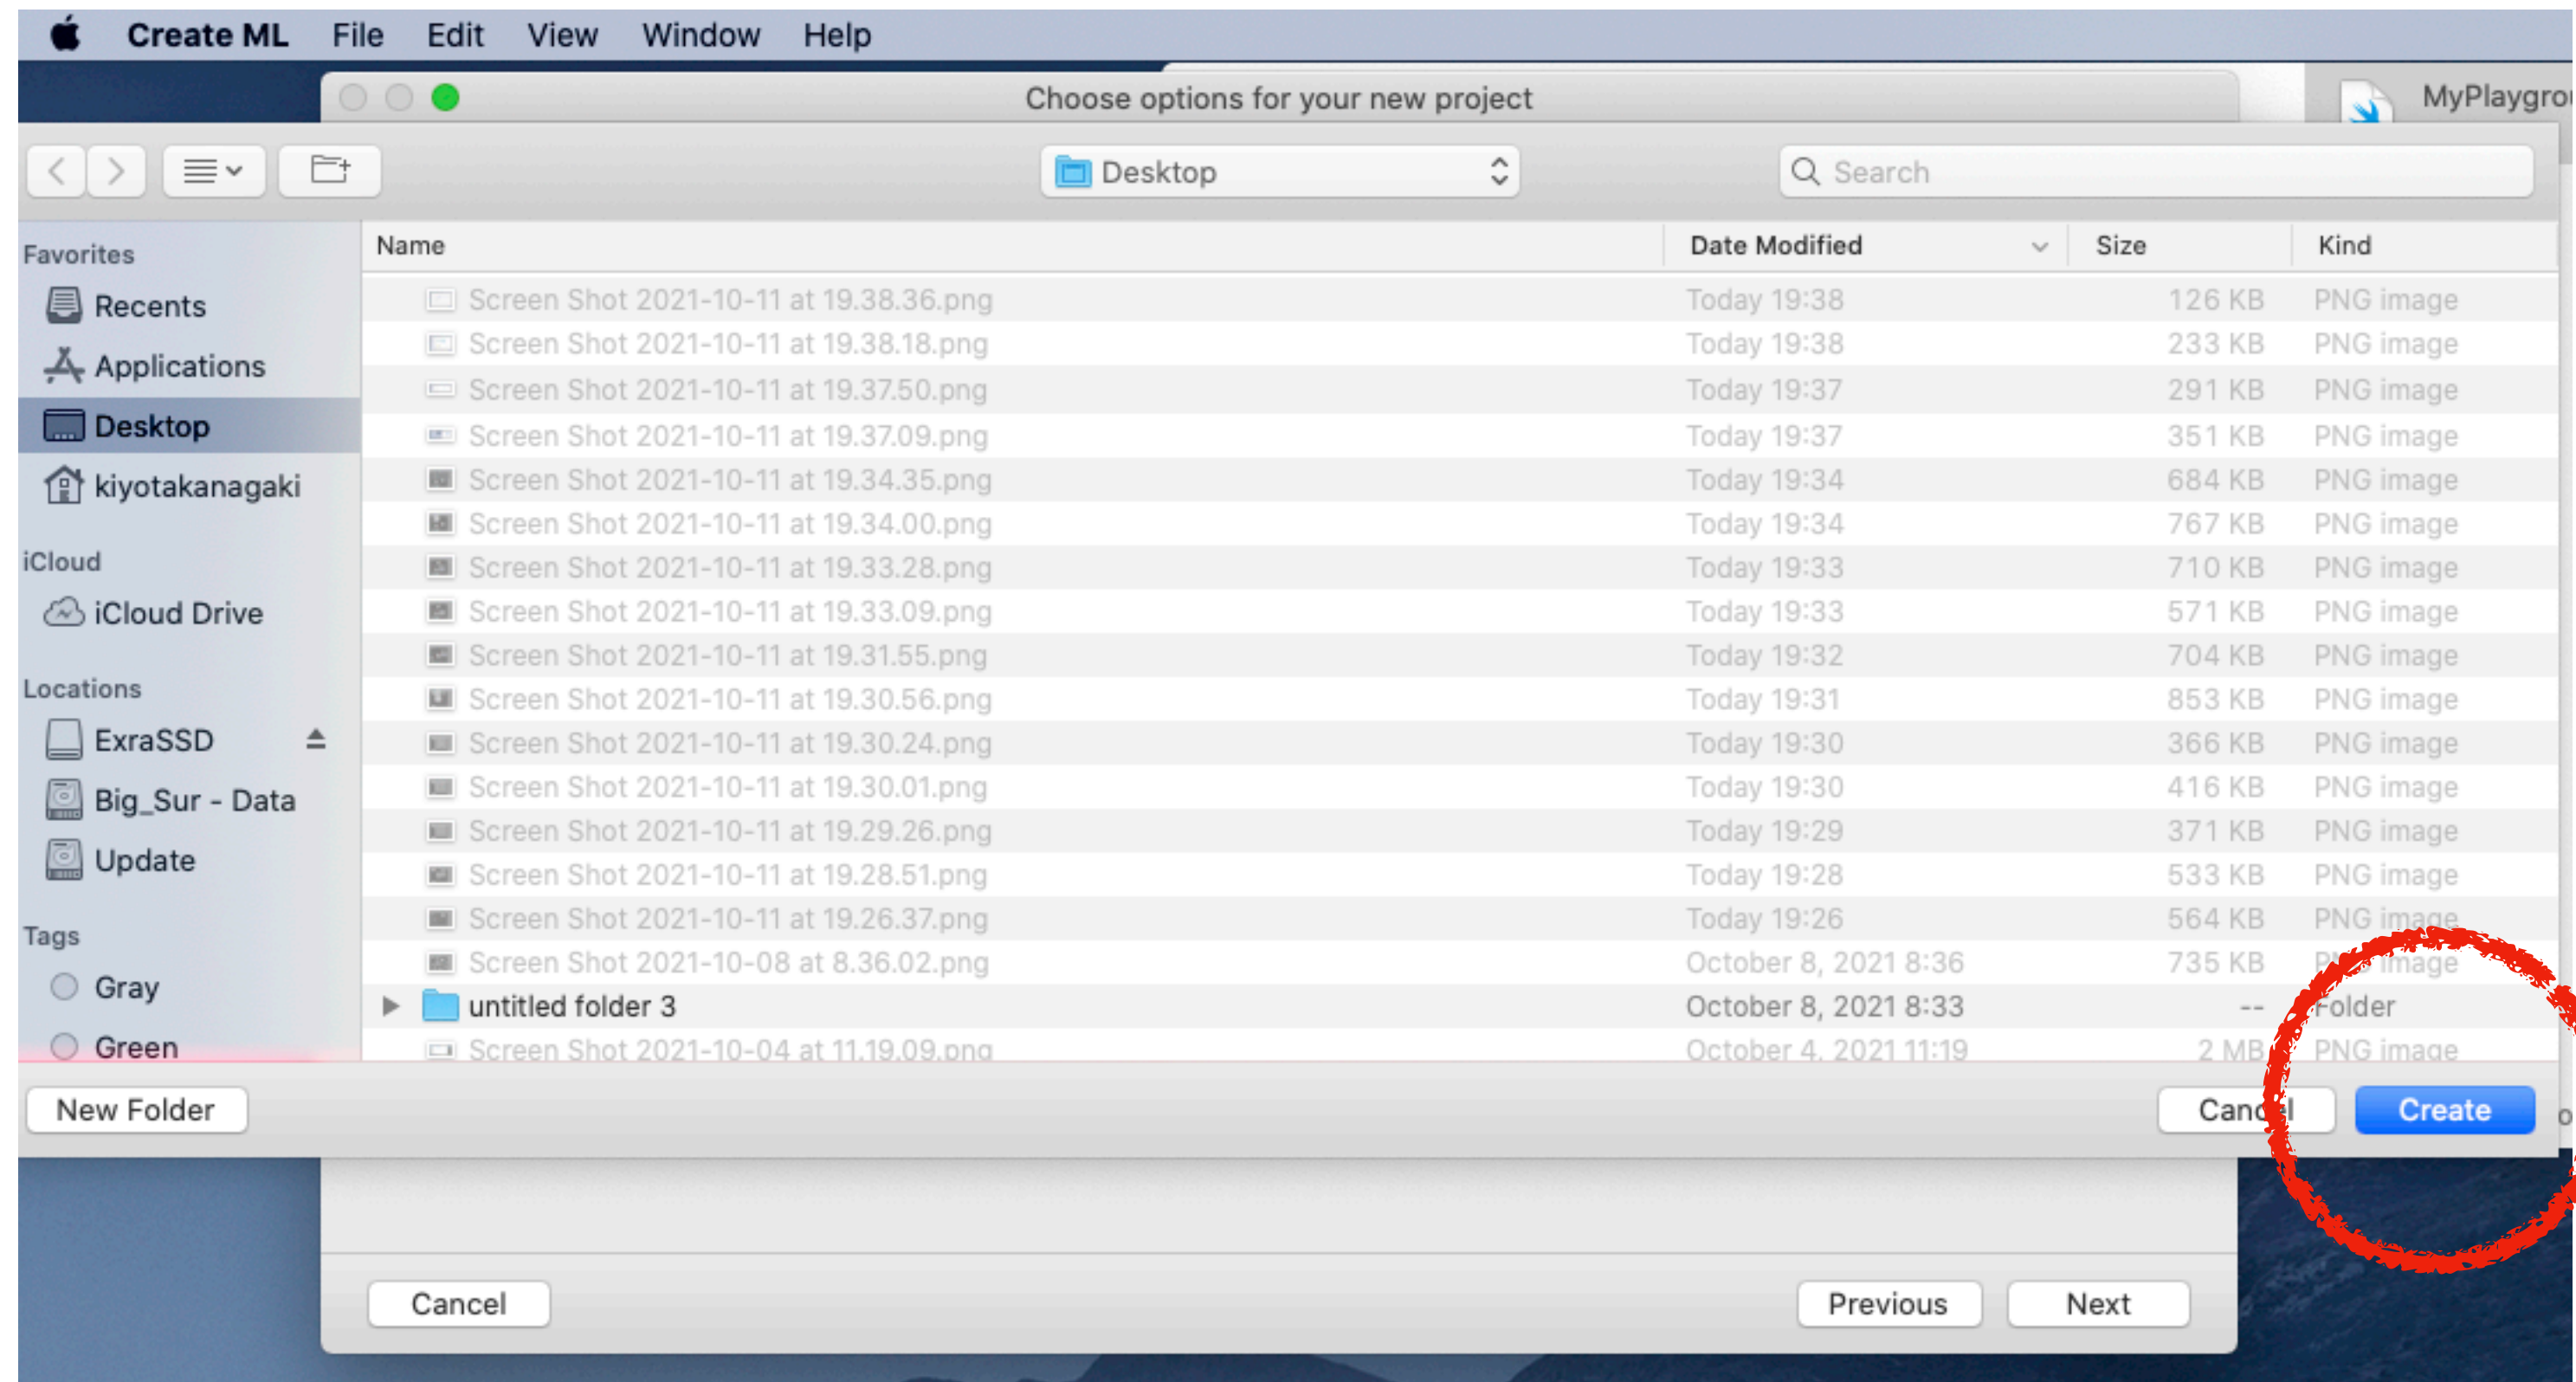 Create ML File Edit View Window Help
Choose options for your new project
MyPlaygrou
Desktop
Search
Favorites
Recents
Applications
Desktop
kiyotakanagaki
iCloud
iCloud Drive
Locations
ExraSSD
Big_Sur - Data
Update
Tags
Gray
Green
Name Date Modified Size Kind
Screen Shot 2021-10-11 at 19.38.36.png Today 19:38 126 KB PNG image
Screen Shot 2021-10-11 at 19.38.18.png Today 19:38 233 KB PNG image
Screen Shot 2021-10-11 at 19.37.50.png Today 19:37 291 KB PNG image
Screen Shot 2021-10-11 at 19.37.09.png Today 19:37 351 KB PNG image
Screen Shot 2021-10-11 at 19.34.35.png Today 19:34 684 KB PNG image
Screen Shot 2021-10-11 at 19.34.00.png Today 19:34 767 KB PNG image
Screen Shot 2021-10-11 at 19.33.28.png Today 19:33 710 KB PNG image
Screen Shot 2021-10-11 at 19.33.09.png Today 19:33 571 KB PNG image
Screen Shot 2021-10-11 at 19.31.55.png Today 19:32 704 KB PNG image
Screen Shot 2021-10-11 at 19.30.56.png Today 19:31 853 KB PNG image
Screen Shot 2021-10-11 at 19.30.24.png Today 19:30 366 KB PNG image
Screen Shot 2021-10-11 at 19.30.01.png Today 19:30 416 KB PNG image
Screen Shot 2021-10-11 at 19.29.26.png Today 19:29 371 KB PNG image
Screen Shot 2021-10-11 at 19.28.51.png Today 19:28 533 KB PNG image
Screen Shot 2021-10-11 at 19.26.37.png Today 19:26 564 KB PNG image
Screen Shot 2021-10-08 at 8.36.02.png October 8, 2021 8:36 735 KB PNG image
untitled folder 3 October 8, 2021 8:33 -- Folder
Screen Shot 2021-10-04 at 11.19.09.png October 4, 2021 11:19 2 MB PNG image
New Folder Cancel Create
Cancel Previous Next